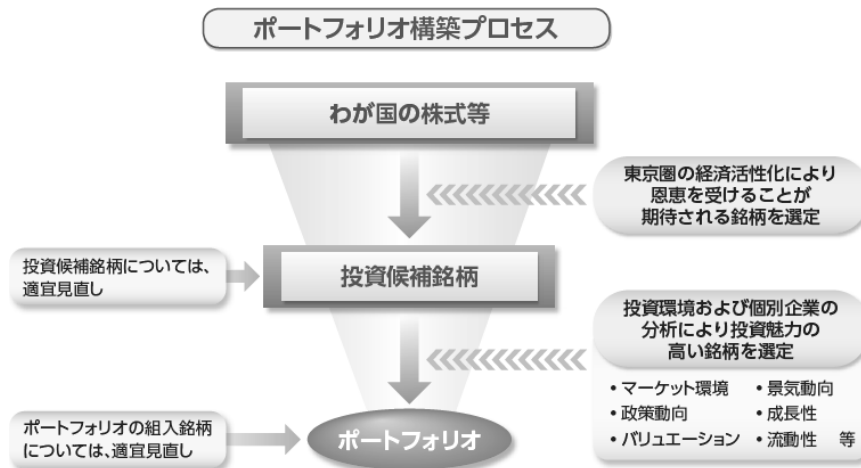 ポートフォリオ構築プロセス
わが国の株式等
東京圏の経済活性化により
恩恵を受けることが
期待される銘柄を選定
投資候補銘柄については、
適宜見直し
投資候補銘柄
投資環境および個別企業の
分析により投資魅力の
高い銘柄を選定
• マーケット環境 • 景気動向
• 政策動向 • 成長性
• バリュエーション • 流動性 等
ポートフォリオの組入銘柄
については、適宜見直し
ポートフォリオ